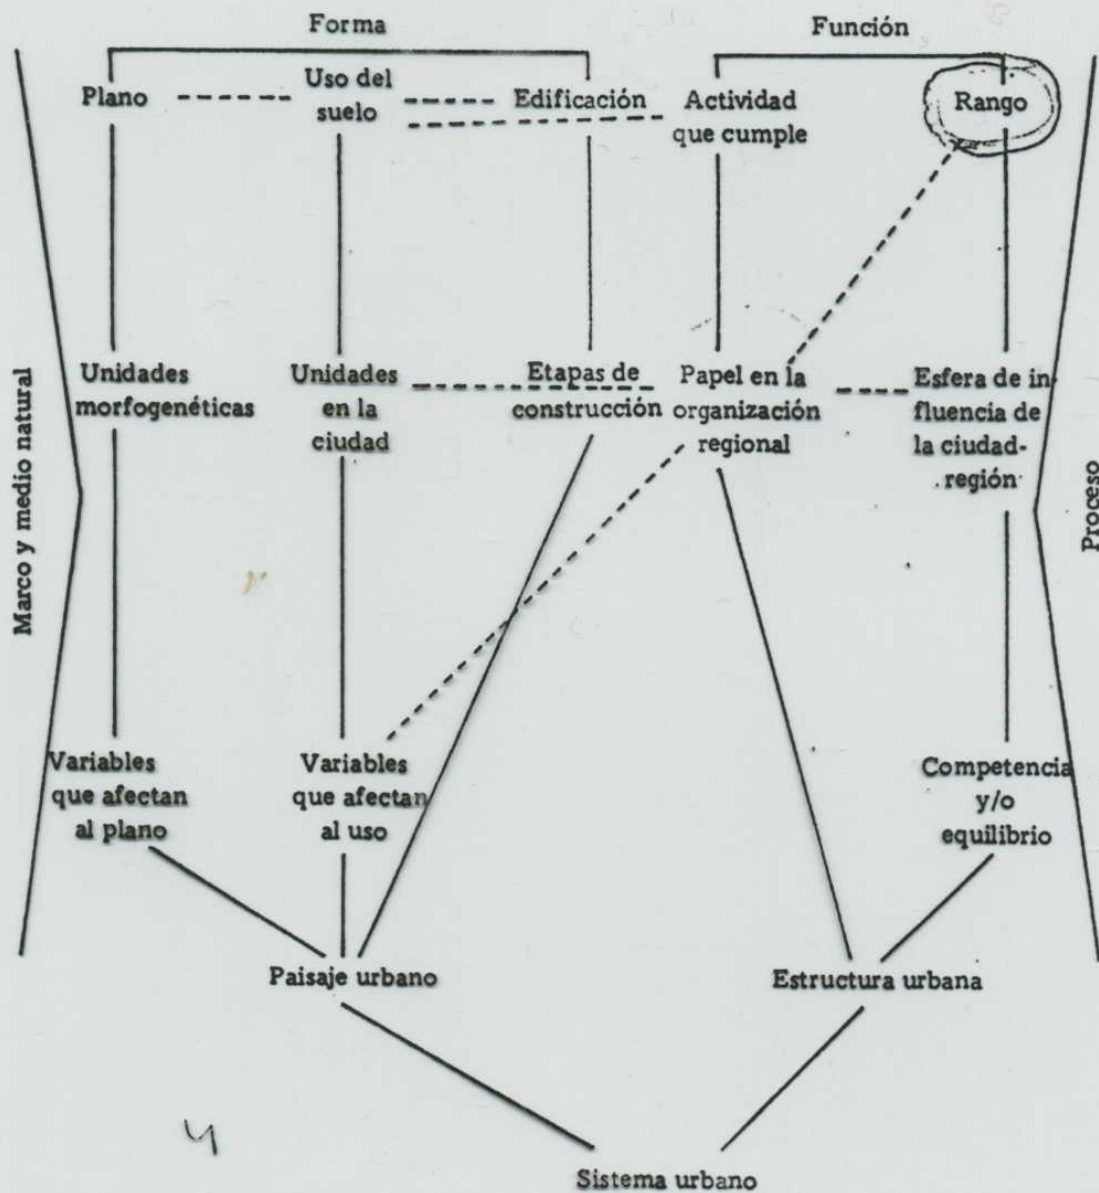 Forma
Función
Plano
Uso del
suelo
Edificación
Actividad
que cumple
Rango
Unidades
morfogenéticas
Unidades
en la
ciudad
Etapas de
construcción
Papel en la
organización
regional
Esfera de in-
fluencia de
la ciudad-
región
Marco y medio natural
Proceso
Variables
que afectan
al plano
Variables
que afectan
al uso
Competencia
y/o
equilibrio
Paisaje urbano
Estructura urbana
Sistema urbano